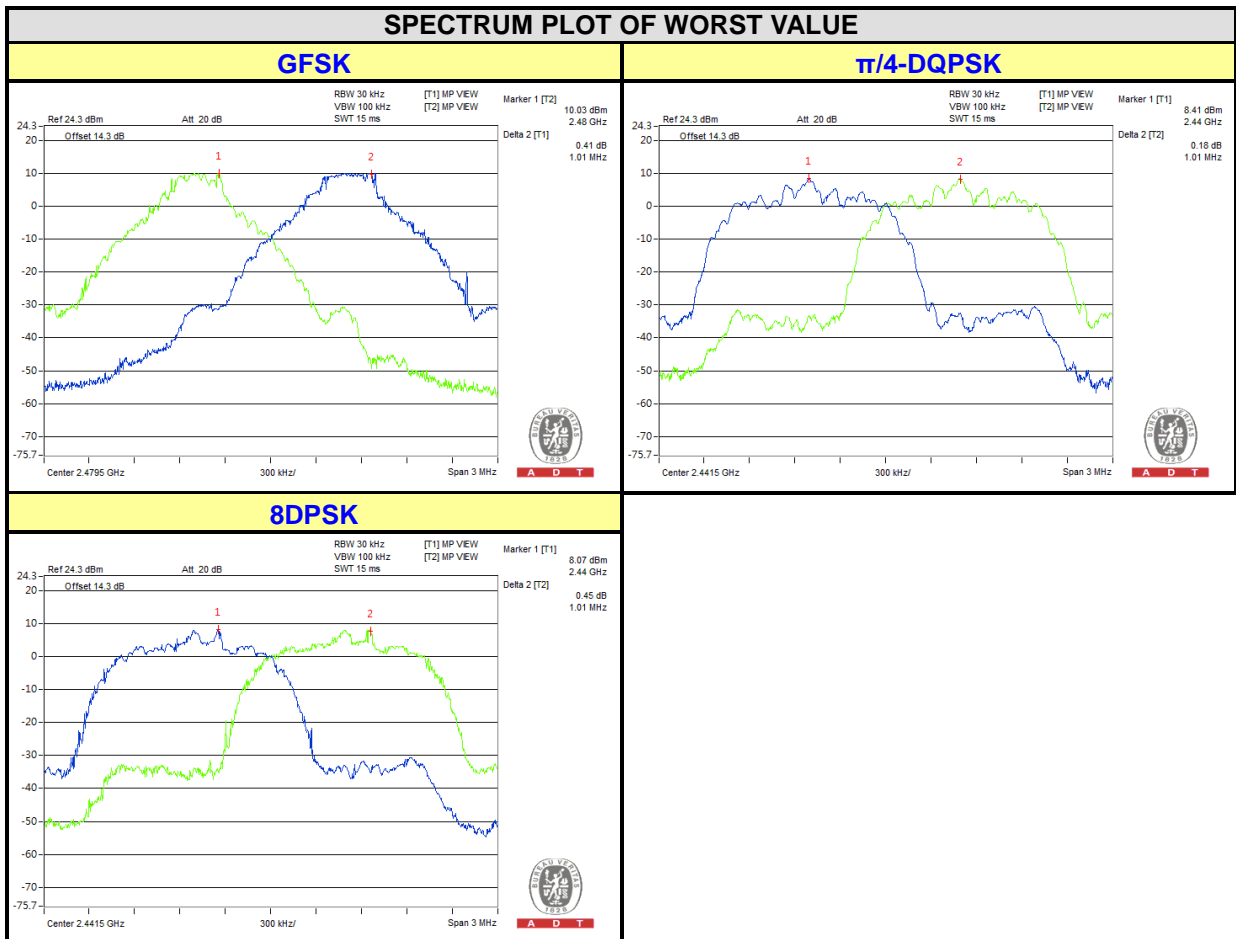 SPECTRUM PLOT OF WORST VALUE
GFSK
RBW 30 kHz [T1] MP VIEW
VBW 100 kHz [T2] MP VIEW
Ref 24.3 dBm Att 20 dB SWT 15 ms
Marker 1 [T2]
10.03 dBm
2.48 GHz
Delta 2 [T1]
0.41 dB
1.01 MHz
Offset 14.3 dB
24.3
20
10
0
-10
-20
-30
-40
-50
-60
-70
-75.7
1 2
Center 2.4795 GHz 300 kHz/ Span 3 MHz
BUREAU VERITAS
1828
A D T
π/4-DQPSK
RBW 30 kHz [T1] MP VIEW
VBW 100 kHz [T2] MP VIEW
Ref 24.3 dBm Att 20 dB SWT 15 ms
Marker 1 [T1]
8.41 dBm
2.44 GHz
Delta 2 [T2]
0.18 dB
1.01 MHz
Offset 14.3 dB
24.3
20
10
0
-10
-20
-30
-40
-50
-60
-70
-75.7
1 2
Center 2.4415 GHz 300 kHz/ Span 3 MHz
BUREAU VERITAS
1828
A D T
8DPSK
RBW 30 kHz [T1] MP VIEW
VBW 100 kHz [T2] MP VIEW
Ref 24.3 dBm Att 20 dB SWT 15 ms
Marker 1 [T1]
8.07 dBm
2.44 GHz
Delta 2 [T2]
0.45 dB
1.01 MHz
Offset 14.3 dB
24.3
20
10
0
-10
-20
-30
-40
-50
-60
-70
-75.7
1 2
Center 2.4415 GHz 300 kHz/ Span 3 MHz
BUREAU VERITAS
1828
A D T